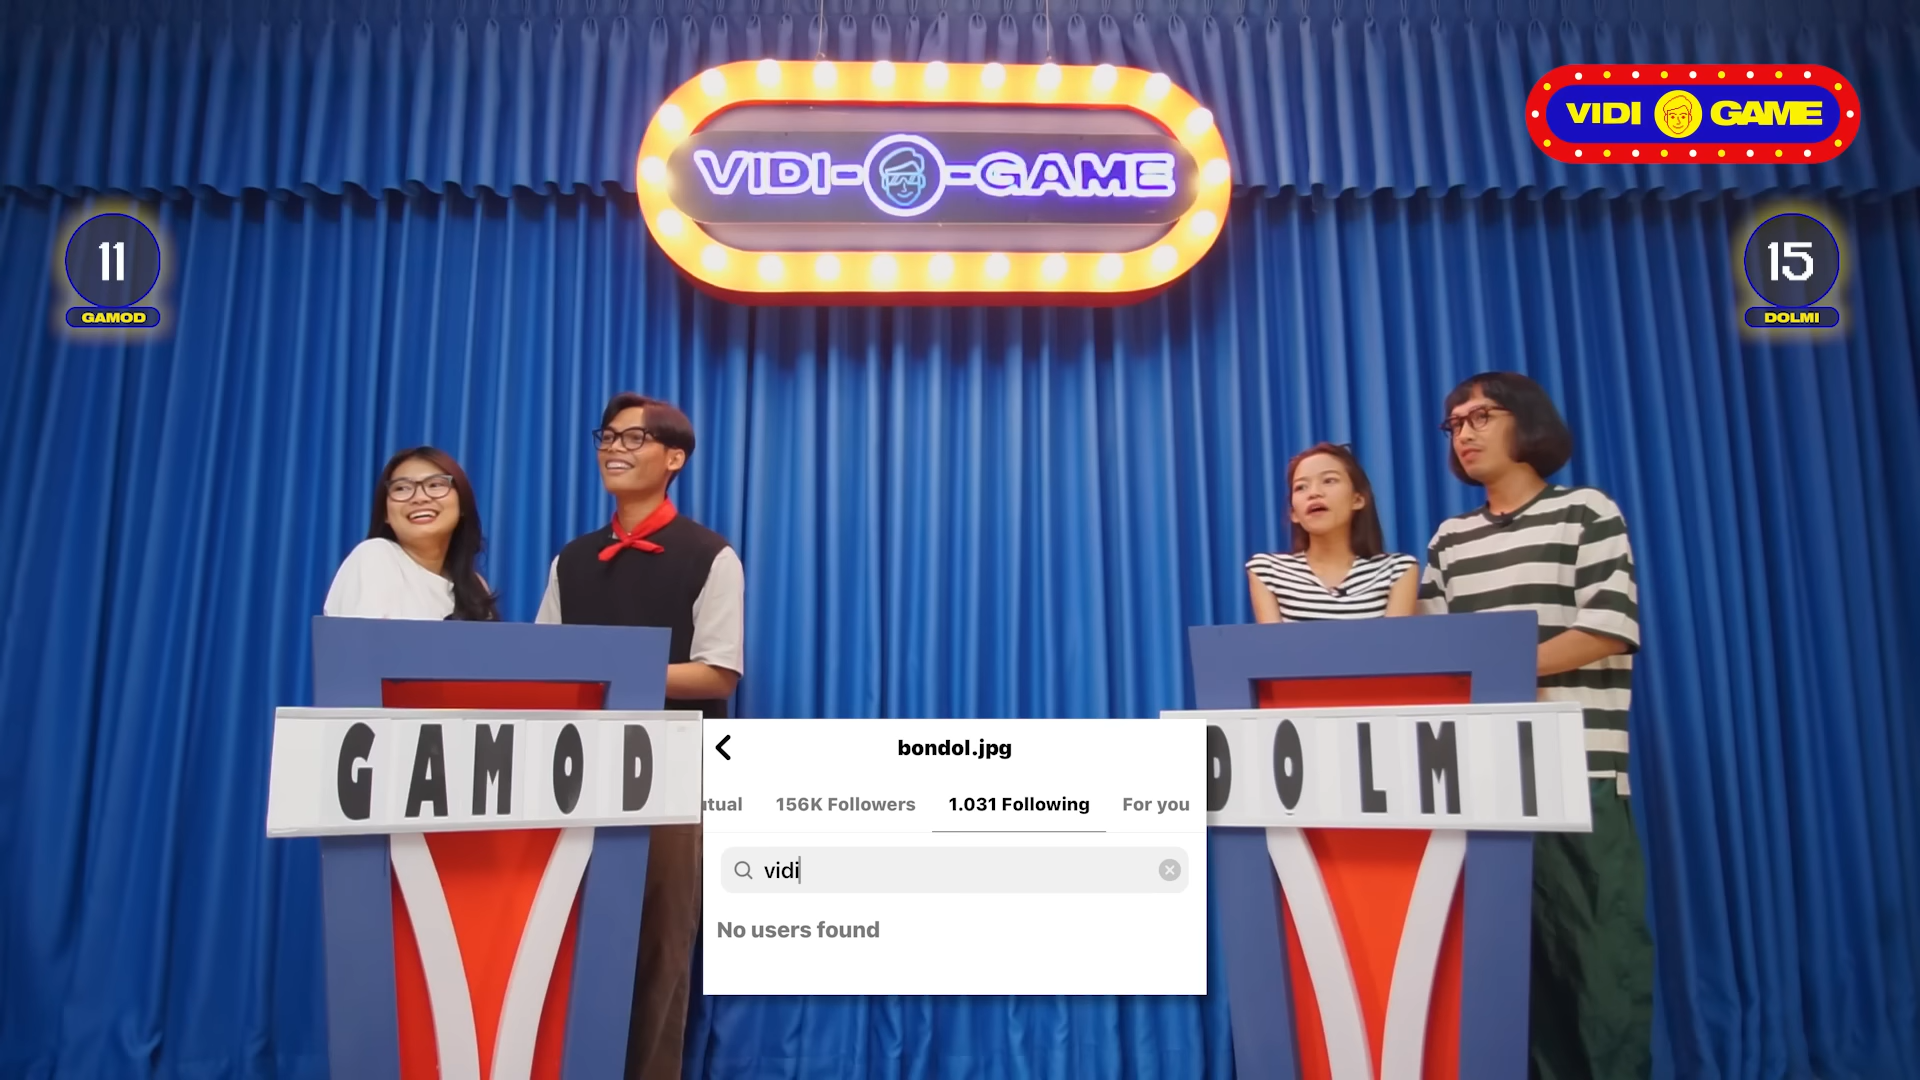 VIDI-O-GAME
VIDI GAME
11
GAMOD
15
DOLMI
GAMOD
DOLMI
bondol.jpg
utual 156K Followers 1.031 Following For you
vidi
No users found